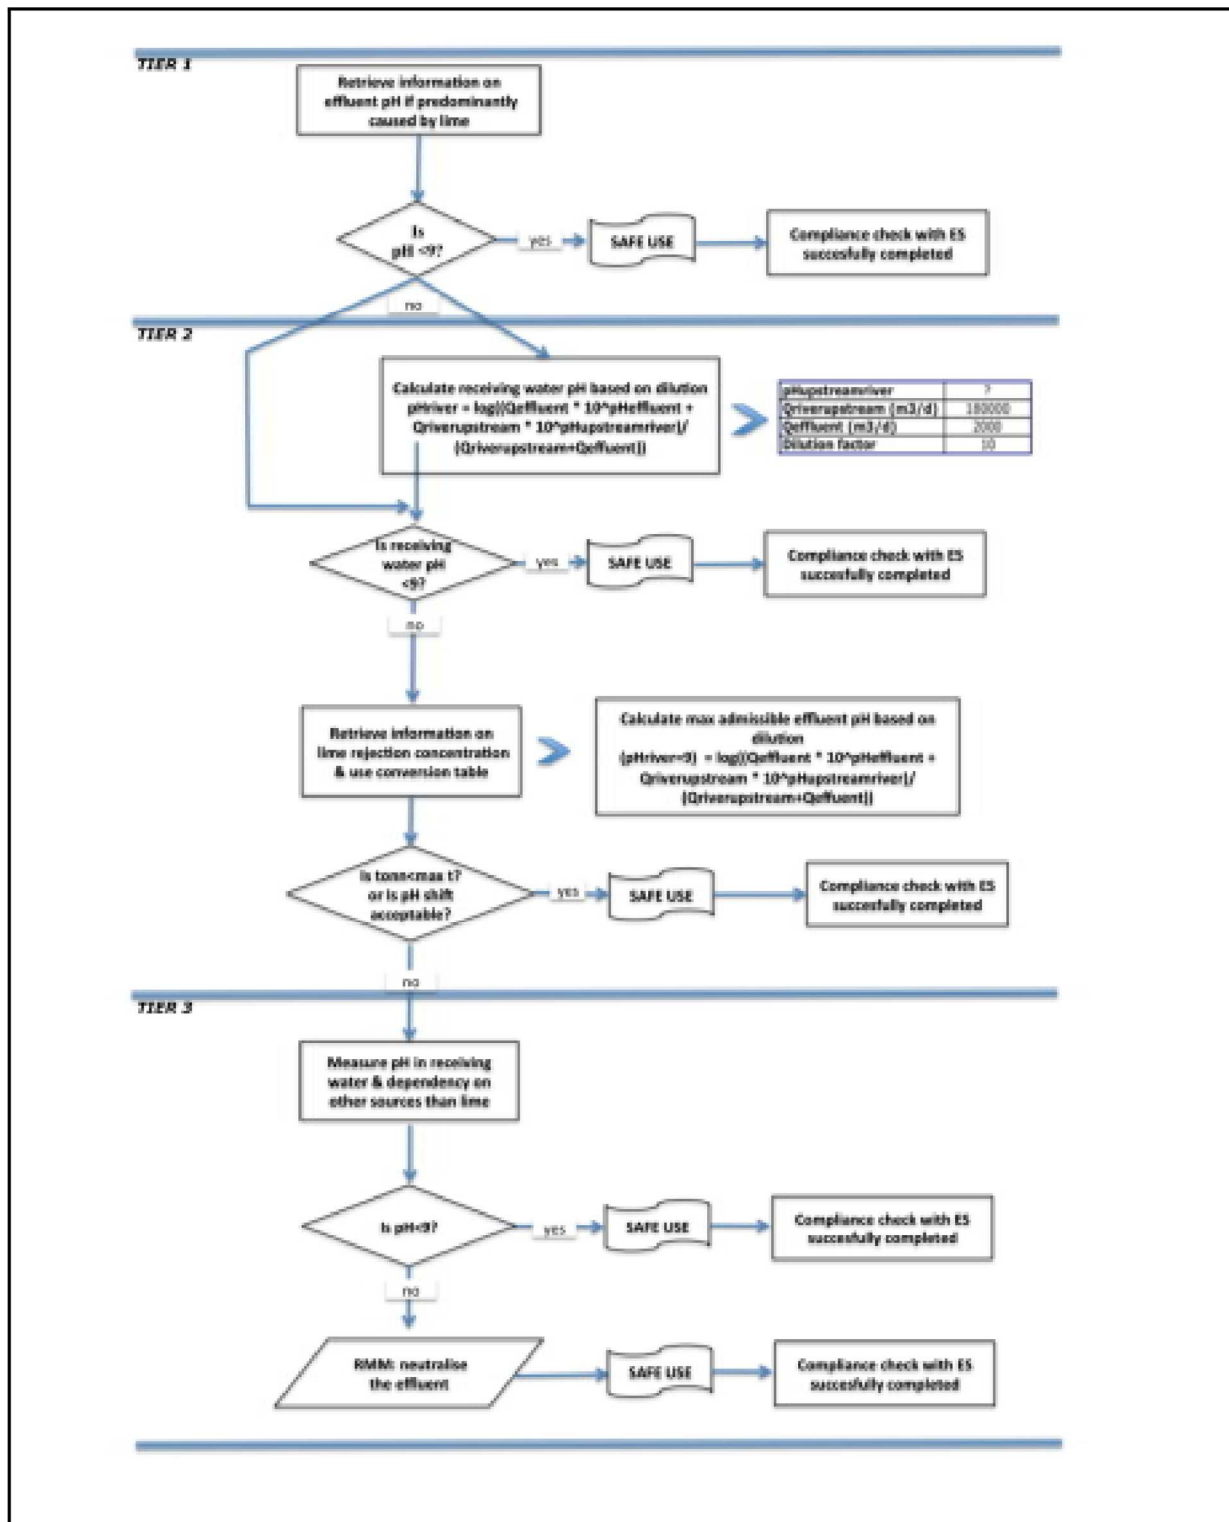 TIER 1
Retrieve information on
effluent pH if predominantly
caused by lime
Is
pH <9?
yes
SAFE USE
Compliance check with ES
succesfully completed
no
TIER 2
Calculate receiving water pH based on dilution
pHriver = log((Qeffluent * 10^pHeffluent +
Qriverupstream * 10^pHupstreamriver)/
(Qriverupstream+Qeffuent))
pHupstreamriver 7
Qriverupstream (m3/d) 180000
Qeffluent (m3/d) 2000
Dilution factor 10
Is receiving
water pH
<9?
yes
SAFE USE
Compliance check with ES
succesfully completed
no
Retrieve information on
lime rejection concentration
& use conversion table
Calculate max admissible effluent pH based on
dilution
(pHriver=9) = log((Qeffluent * 10^pHeffluent +
Qriverupstream * 10^pHupstreamriver)/
(Qriverupstream+Qeffuent))
Is tonn<max t?
or is pH shift
acceptable?
yes
SAFE USE
Compliance check with ES
succesfully completed
no
TIER 3
Measure pH in receiving
water & dependency on
other sources than lime
Is pH<9?
yes
SAFE USE
Compliance check with ES
succesfully completed
no
RMM: neutralise
the effluent
SAFE USE
Compliance check with ES
succesfully completed